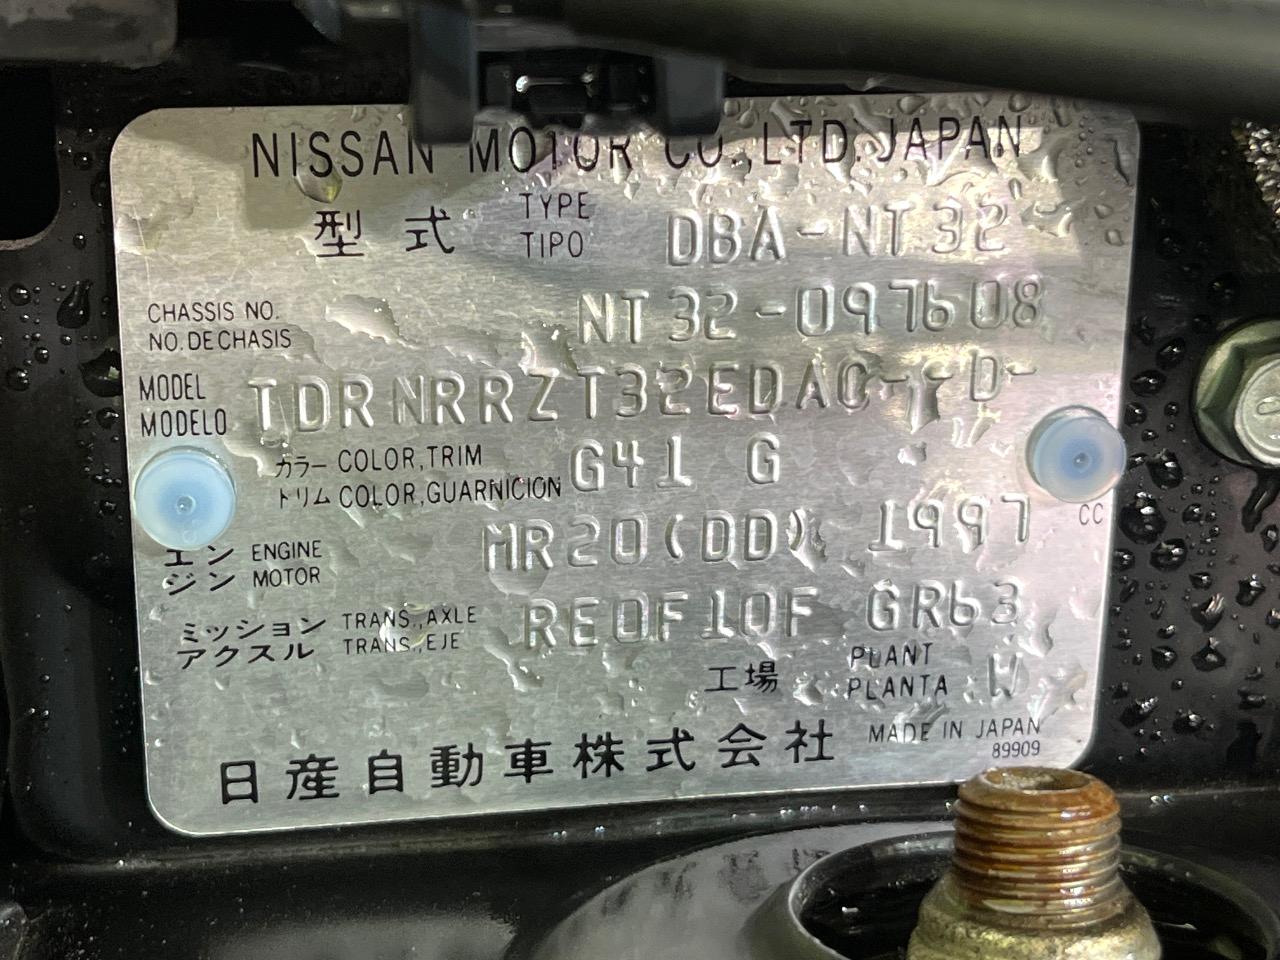 NISSAN MOTOR CO.,LTD.JAPAN
型式 TYPE TIPO DBA-NT32
CHASSIS NO.
NO.DE CHASIS NT32-097608
MODEL
MODELO TDRNRRZT32EDAC---D-
カラー COLOR,TRIM
トリム COLOR,GUARNICION G41 G
エンジン ENGINE MOTOR MR20(DD) 1997 CC
ミッション TRANS.,AXLE
アクスル TRANS.,EJE RE0F10F GR63
工場 PLANT PLANTA W
日産自動車株式会社 MADE IN JAPAN
89909